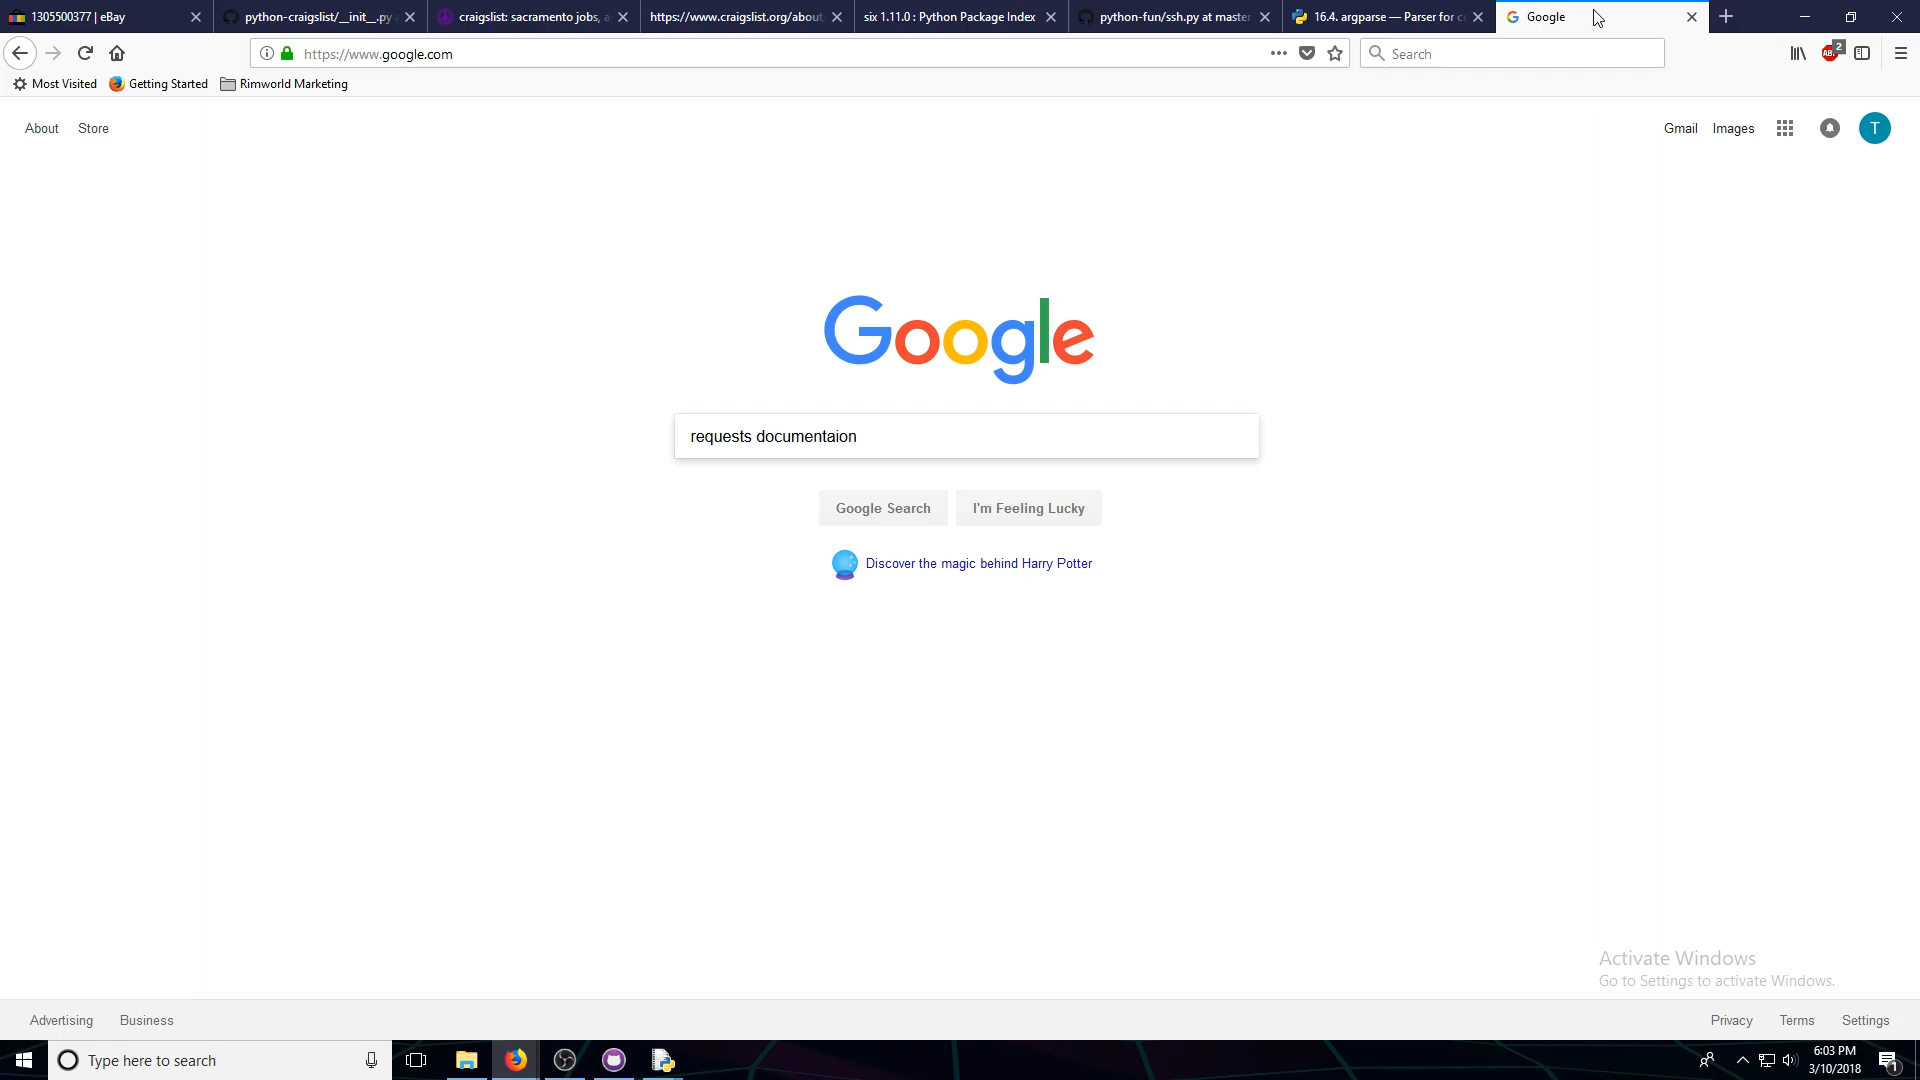 1305500377 | eBay
python-craigslist/__init__.py
craigslist: sacramento jobs, a
https://www.craigslist.org/about
six 1.11.0 : Python Package Index
python-fun/ssh.py at master
16.4. argparse — Parser for c
Google
https://www.google.com
Search
2
Most Visited
Getting Started
Rimworld Marketing
About
Store
Gmail
Images
T
Google
requests documentaion
Google Search
I'm Feeling Lucky
Discover the magic behind Harry Potter
Activate Windows
Go to Settings to activate Windows.
Advertising
Business
Privacy
Terms
Settings
Type here to search
6:03 PM
3/10/2018
1